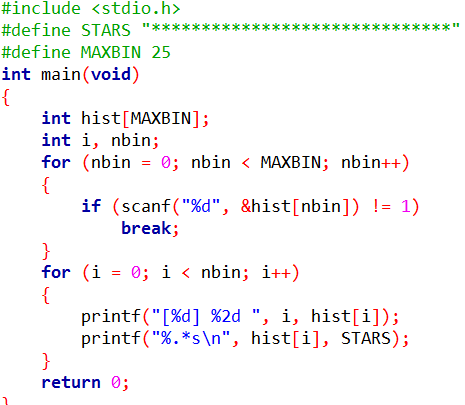 #include <stdio.h>
#define STARS "******************************"
#define MAXBIN 25
int main(void)
{
int hist[MAXBIN];
int i, nbin;
for (nbin = 0; nbin < MAXBIN; nbin++)
{
if (scanf("%d", &hist[nbin]) != 1)
break;
}
for (i = 0; i < nbin; i++)
{
printf("[%d] %2d ", i, hist[i]);
printf("%.*s\n", hist[i], STARS);
}
return 0;
}